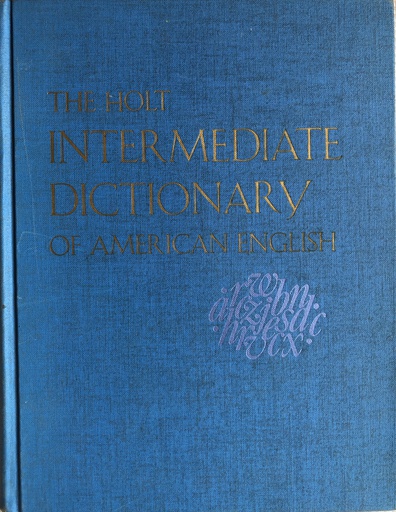 THE HOLT
INTERMEDIATE
DICTIONARY
OF AMERICAN ENGLISH